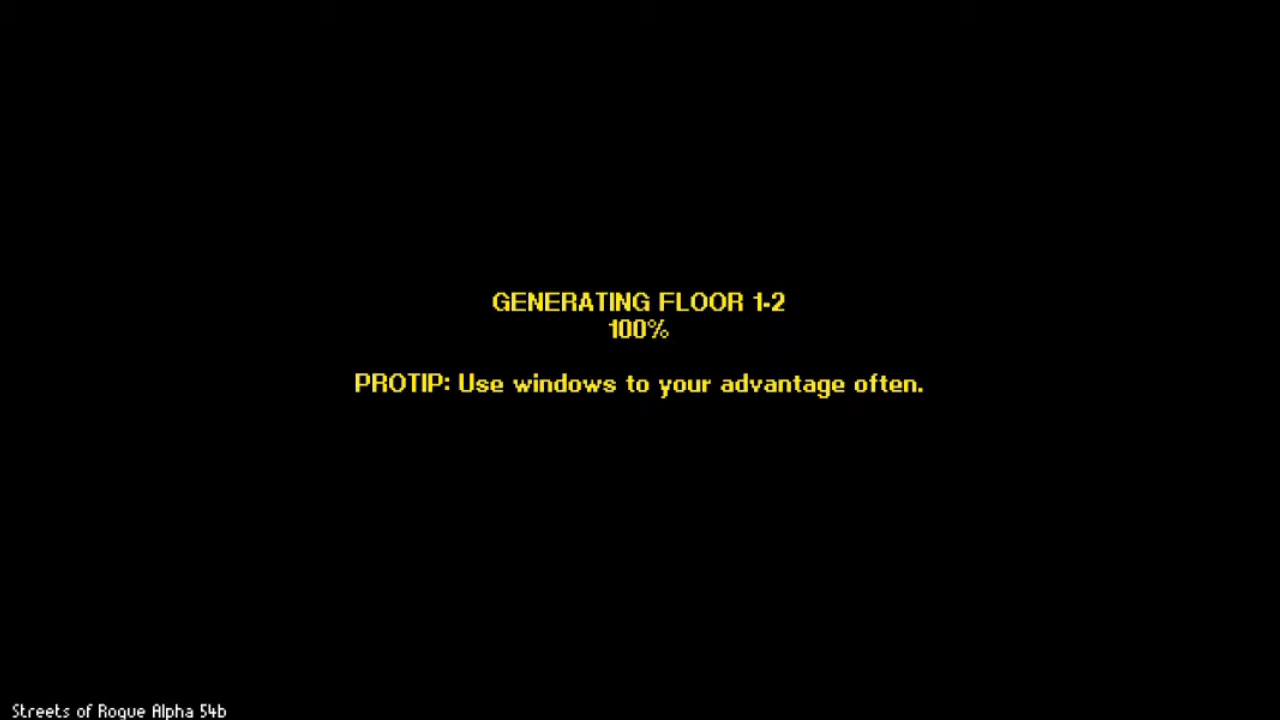 GENERATING FLOOR 1-2
100%
PROTIP: Use windows to your advantage often.
Streets of Rogue Alpha 54b